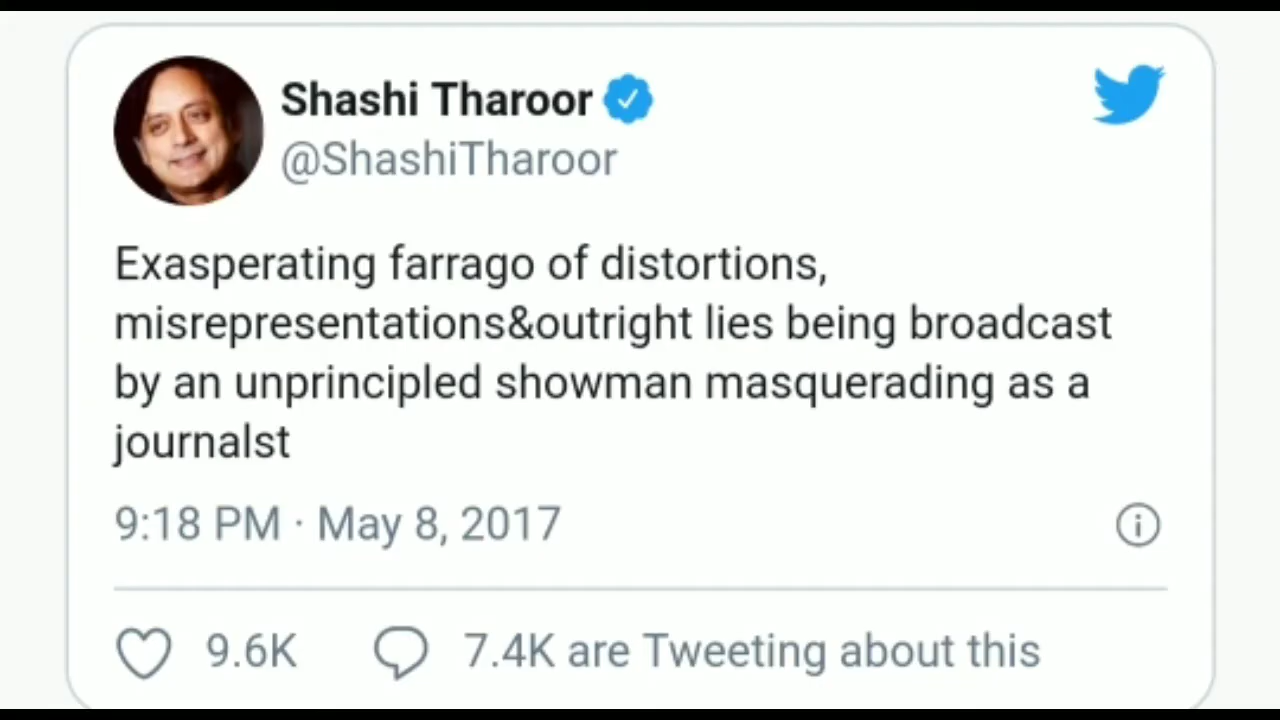 Shashi Tharoor
@ShashiTharoor
Exasperating farrago of distortions,
misrepresentations&outright lies being broadcast
by an unprincipled showman masquerading as a
journalst
9:18 PM · May 8, 2017
9.6K 7.4K are Tweeting about this